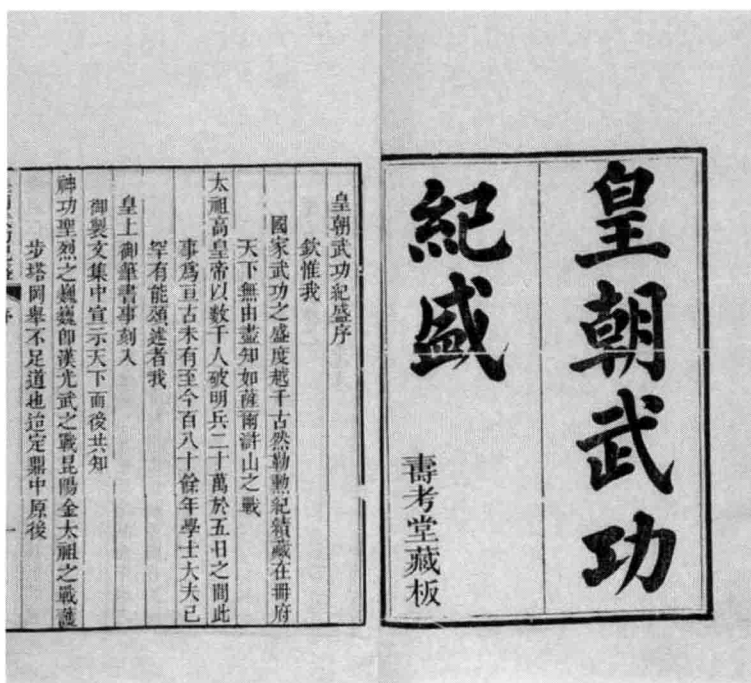 皇朝武功
紀盛
壽考堂藏板
皇朝武功紀盛序
欽惟我
國家武功之盛度越千古然勒勲紀績藏在冊府
天下無由盡知如薩爾滸山之戰
太祖高皇帝以数千人破明兵二十萬於五日之間此
事爲亘古未有至今百八十餘年學士大夫已
罕有能頌述者我
皇上御筆書事刻入
御製文集中宣示天下而後共知
神功聖烈之巍巍卽漢光武之戰昆陽金太祖之戰護
步塔岡舉不足道也迨定鼎中原後
序
一